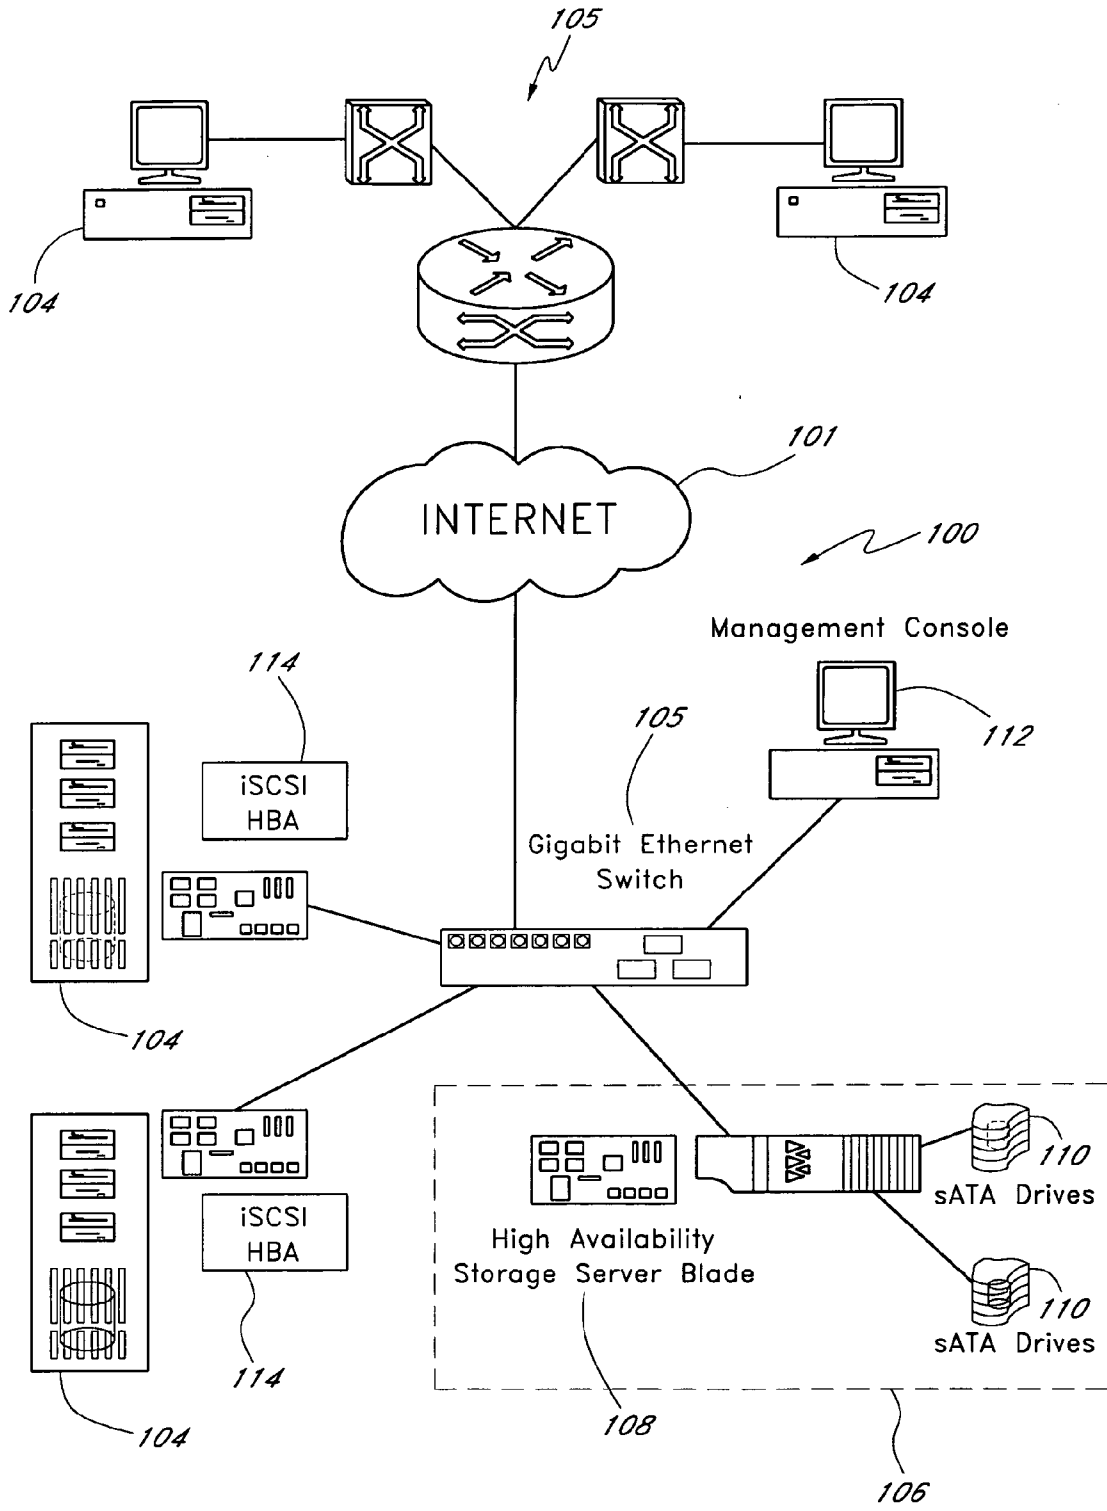 105
104
104
101
INTERNET
100
Management Console
114
112
105
iSCSI
HBA
Gigabit Ethernet
Switch
104
110
sATA Drives
iSCSI
HBA
High Availability
Storage Server Blade
110
sATA Drives
114
108
104
106